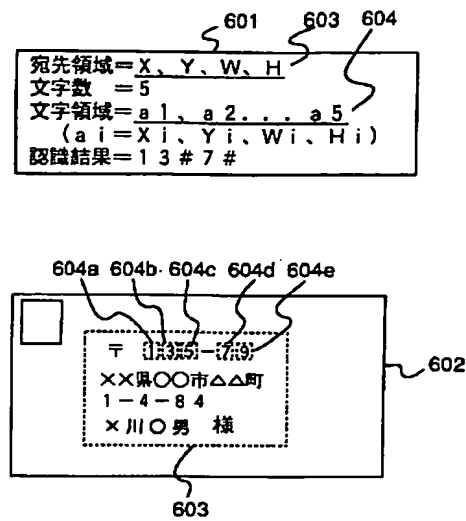 601
603
604
宛先領域=X、Y、W、H
文字数 =5
文字領域=a1、a2...a5
(ai=Xi、Yi、Wi、Hi)
認識結果=13#7#
604a 604b 604c 604d 604e
〒 135-79
××県○○市△△町
1-4-84
×川○男 様
602
603